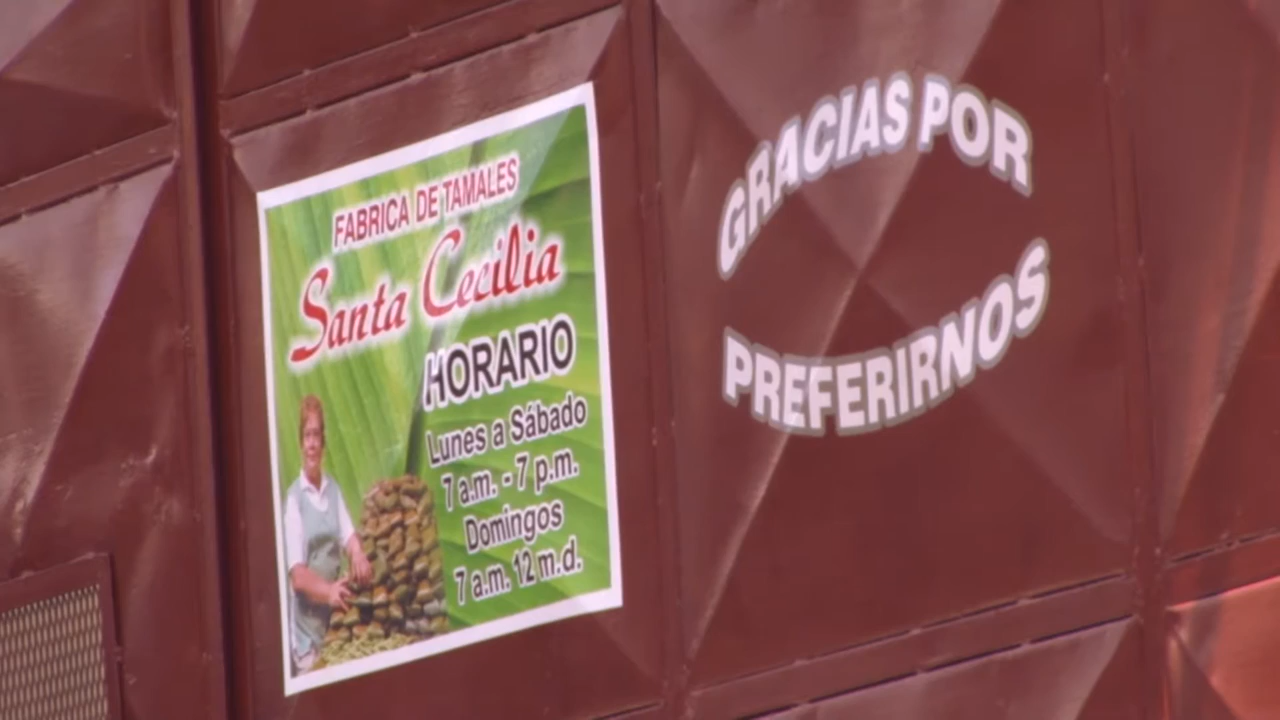 FABRICA DE TAMALES
Santa Cecilia
HORARIO
Lunes a Sábado
7 a.m. - 7 p.m.
Domingos
7 a.m. 12 m.d.
GRACIAS POR
PREFERIRNOS